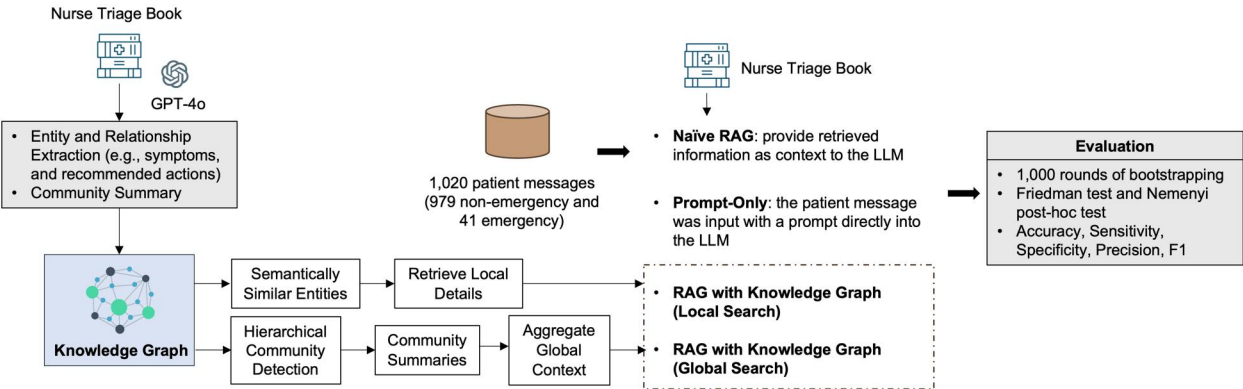 Nurse Triage Book
GPT-4o
• Entity and Relationship
Extraction (e.g., symptoms,
and recommended actions)
• Community Summary
Knowledge Graph
Semantically
Similar Entities
Retrieve Local
Details
Hierarchical
Community
Detection
Community
Summaries
Aggregate
Global
Context
1,020 patient messages
(979 non-emergency and
41 emergency)
Nurse Triage Book
• Naïve RAG: provide retrieved
information as context to the LLM
• Prompt-Only: the patient message
was input with a prompt directly into
the LLM
• RAG with Knowledge Graph
(Local Search)
• RAG with Knowledge Graph
(Global Search)
Evaluation
• 1,000 rounds of bootstrapping
• Friedman test and Nemenyi
post-hoc test
• Accuracy, Sensitivity,
Specificity, Precision, F1